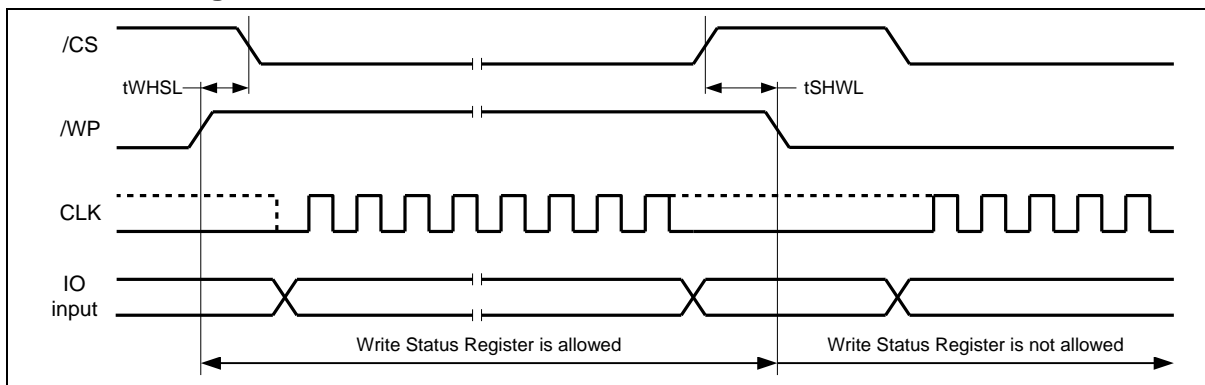 /CS
tWHSL
tSHWL
/WP
CLK
IO
input
Write Status Register is allowed
Write Status Register is not allowed